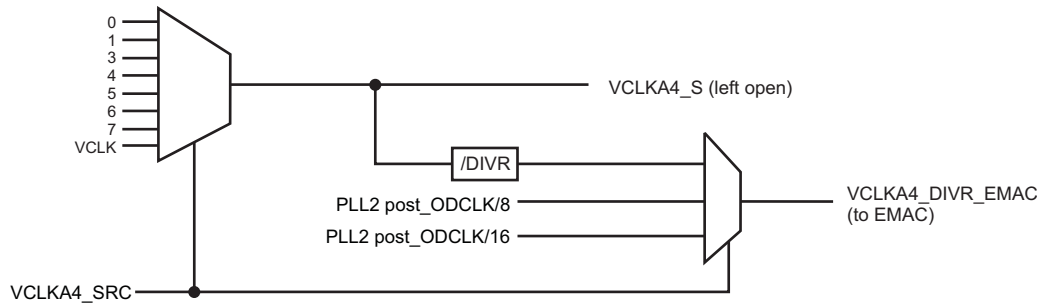 0
1
3
4
5
6
7
VCLK
VCLKA4_S (left open)
/DIVR
PLL2 post_ODCLK/8
PLL2 post_ODCLK/16
VCLKA4_DIVR_EMAC
(to EMAC)
VCLKA4_SRC